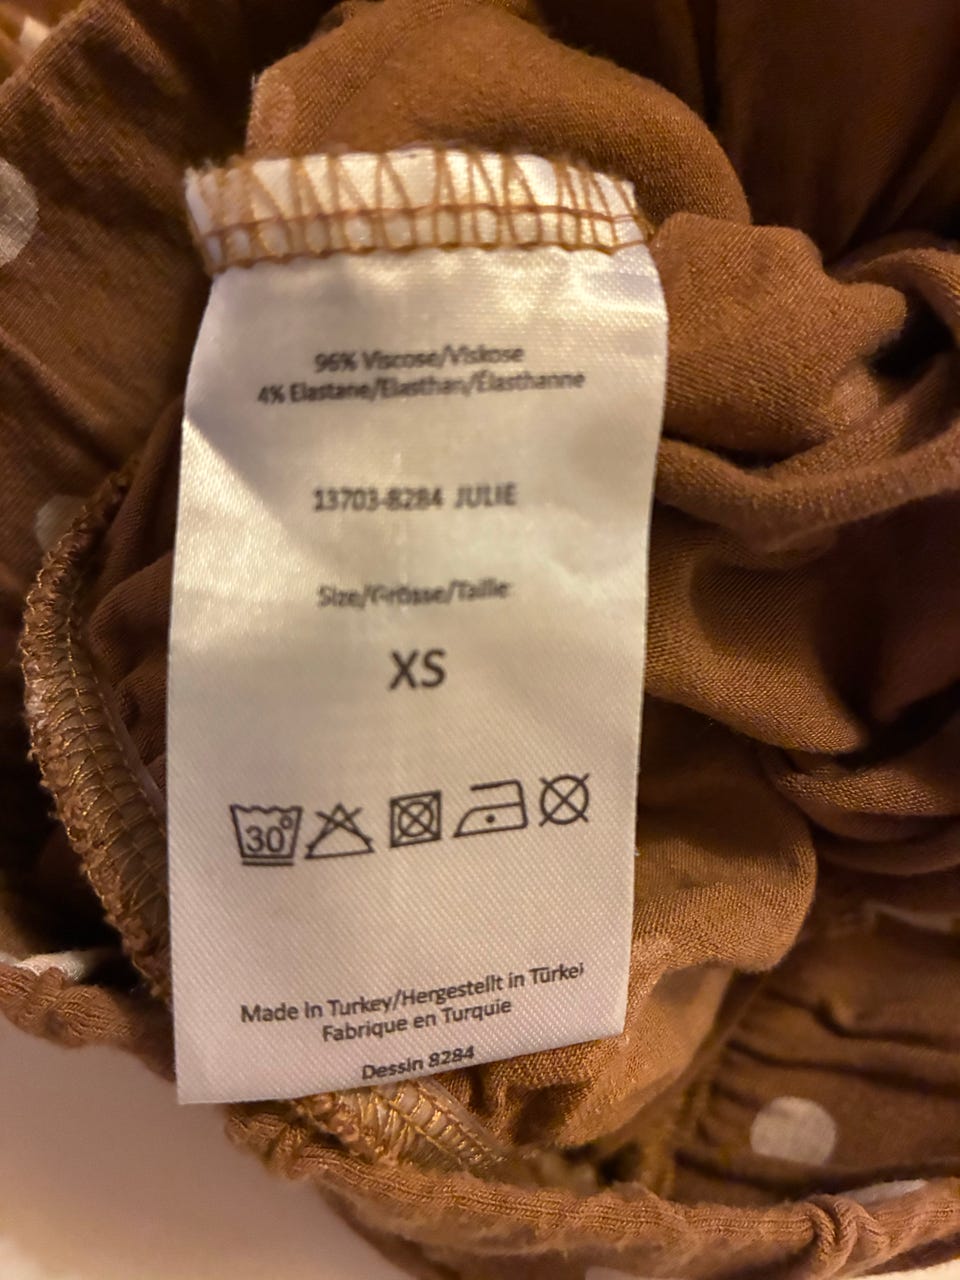 96% Viscose/Viskose
4% Elastane/Elasthan/Élasthanne
13703-8284 JULIE
Size/Grösse/Taille
XS
30°
Made in Turkey/Hergestellt in Türkei
Fabrique en Turquie
Dessin 8284